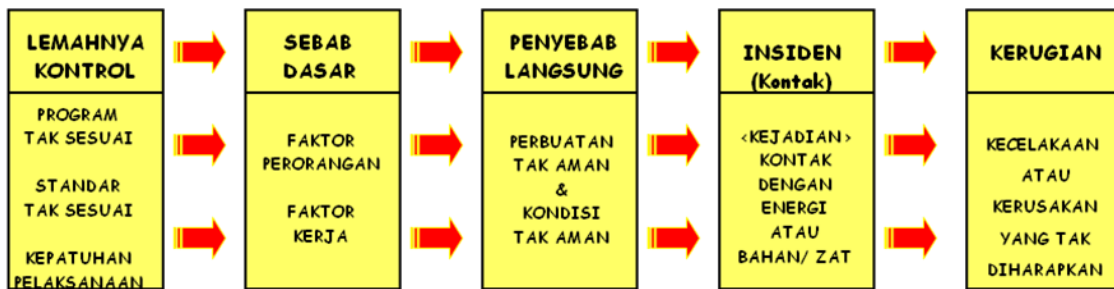 LEMAHNYA
KONTROL
PROGRAM
TAK SESUAI
STANDAR
TAK SESUAI
KEPATUHAN
PELAKSANAAN
SEBAB
DASAR
FAKTOR
PERORANGAN
FAKTOR
KERJA
PENYEBAB
LANGSUNG
PERBUATAN
TAK AMAN
&
KONDISI
TAK AMAN
INSIDEN
(Kontak)
<KEJADIAN>
KONTAK
DENGAN
ENERGI
ATAU
BAHAN/ ZAT
KERUGIAN
KECELAKAAN
ATAU
KERUSAKAN
YANG TAK
DIHARAPKAN